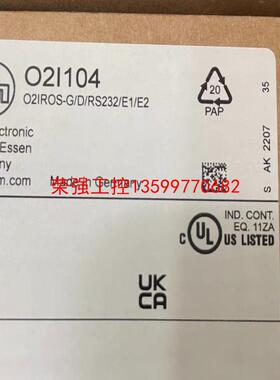 O2I104
O2IROS-G/D/RS232/E1/E2
20
PAP
ectronic
Essen
any
m.com
Made in Germany
荣强工控13599770682
S AK 2207 35
C UL US LISTED
IND. CONT.
EQ. 11ZA
UK
CA